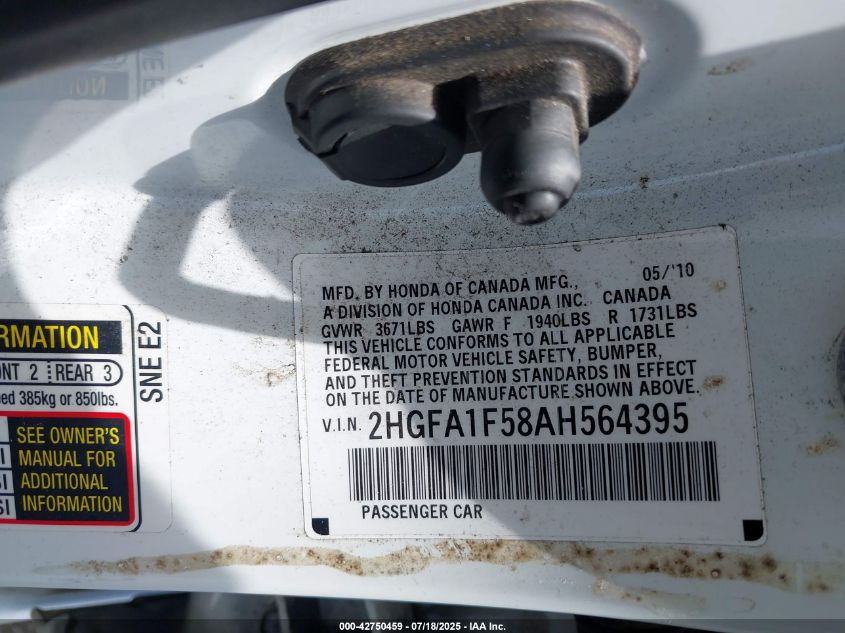 MFD. BY HONDA OF CANADA MFG., 05/'10
A DIVISION OF HONDA CANADA INC. CANADA
GVWR 3671LBS GAWR F 1940LBS R 1731LBS
THIS VEHICLE CONFORMS TO ALL APPLICABLE
FEDERAL MOTOR VEHICLE SAFETY, BUMPER,
AND THEFT PREVENTION STANDARDS IN EFFECT
ON THE DATE OF MANUFACTURE SHOWN ABOVE.
V.I.N. 2HGFA1F58AH564395
PASSENGER CAR
RMATION
NT 2 REAR 3
eed 385kg or 850lbs.
SEE OWNER'S
MANUAL FOR
ADDITIONAL
INFORMATION
SNE E2
000-42750459 - 07/18/2025 - IAA Inc.